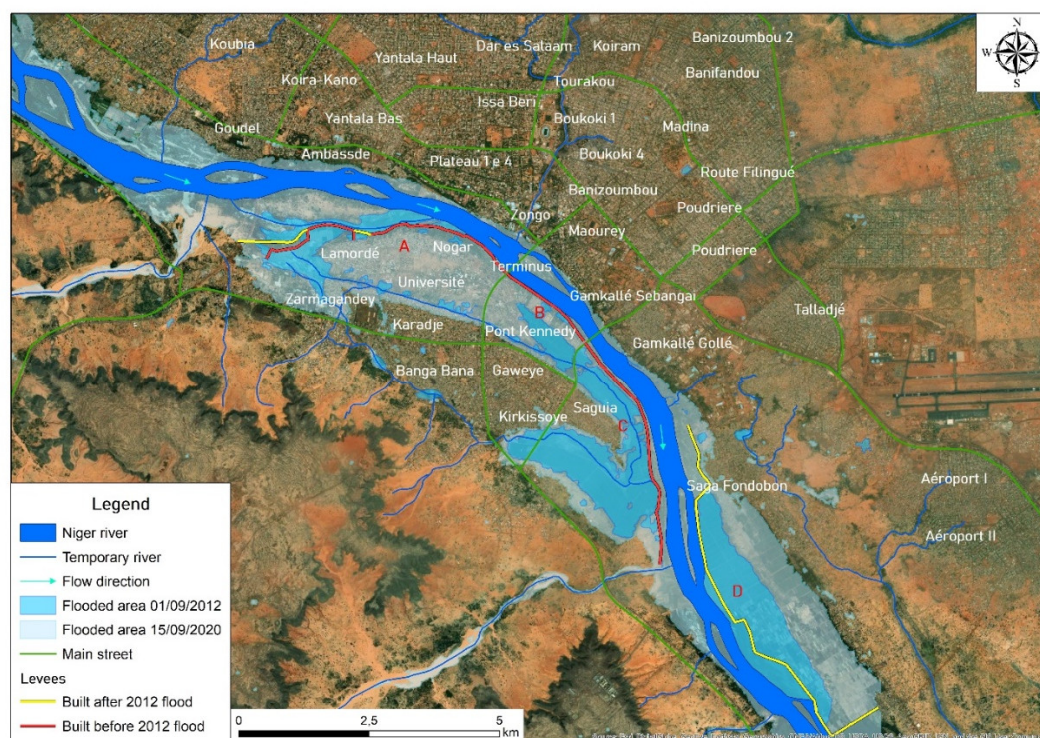 N
W E
S
Banizoumbou 2
Koubia
Dar es Salaam
Koiram
Yantala Haut
Banifandou
Koira-Kano
Tourakou
Issa Beri
Yantala Bas
Boukoki 1
Goudel
Madina
Ambassde
Plateau 1 e 4
Boukoki 4
Route Filingué
Banizoumbou
Poudriere
Zongo
Maourey
Lamordé
A
Nogar
Poudriere
Terminus
Université
Zarmagandey
Gamkallé Sebangai
Talladjé
B
Karadje
Pont Kennedy
Gamkallé Gollé
Banga Bana
Gaweye
Saguia
Kirkissoye
C
Saga Fondobon
Aéroport I
Aéroport II
D
Legend
Niger river
Temporary river
Flow direction
Flooded area 01/09/2012
Flooded area 15/09/2020
Main street
Levees
Built after 2012 flood
Built before 2012 flood
0 2,5 5
km